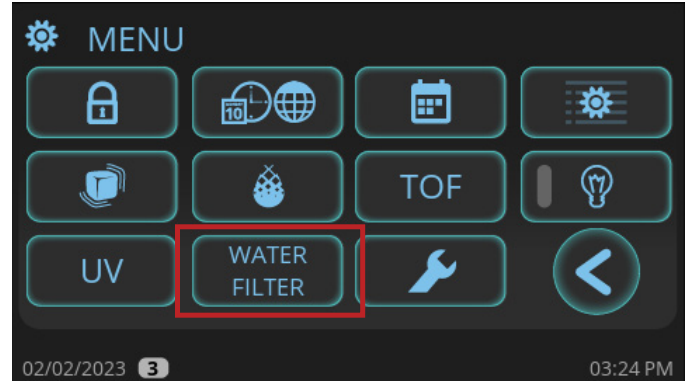 MENU
10
TOF
UV
WATER
FILTER
02/02/2023 3
03:24 PM